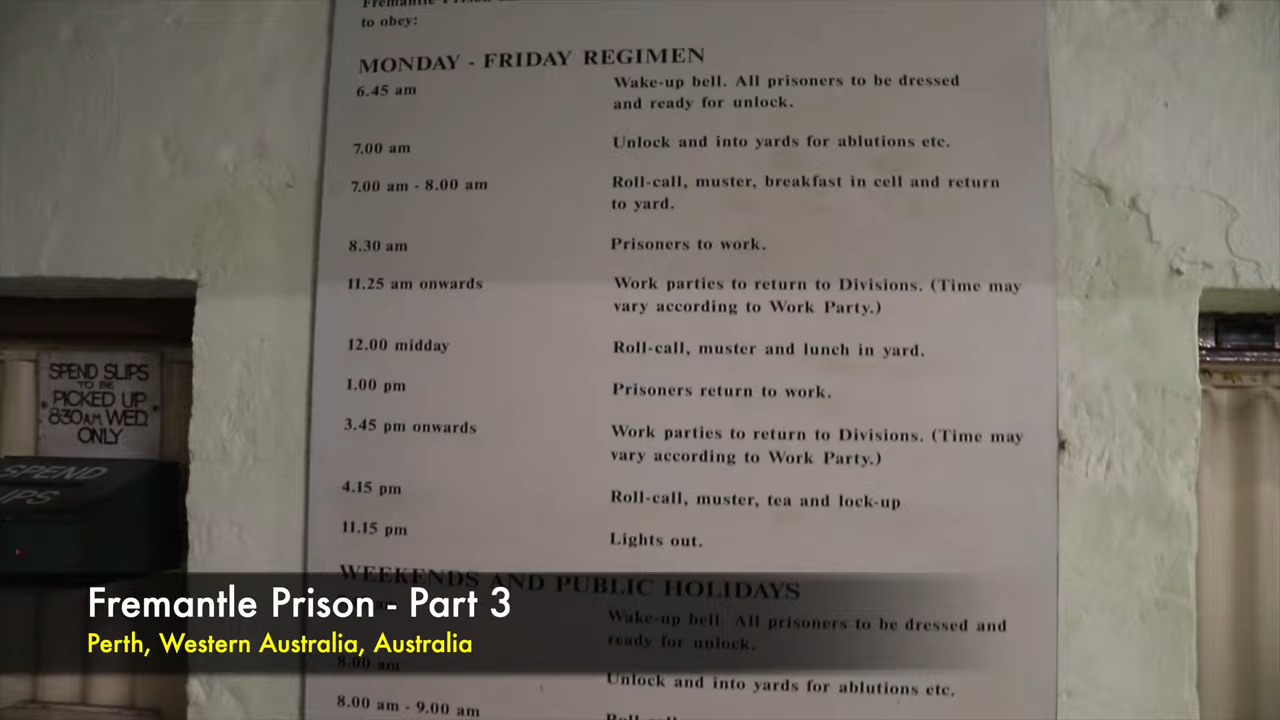 Fremantle Prison
to obey:
MONDAY - FRIDAY REGIMEN
6.45 am Wake-up bell. All prisoners to be dressed
and ready for unlock.
7.00 am Unlock and into yards for ablutions etc.
7.00 am - 8.00 am Roll-call, muster, breakfast in cell and return
to yard.
8.30 am Prisoners to work.
11.25 am onwards Work parties to return to Divisions. (Time may
vary according to Work Party.)
12.00 midday Roll-call, muster and lunch in yard.
1.00 pm Prisoners return to work.
3.45 pm onwards Work parties to return to Divisions. (Time may
vary according to Work Party.)
4.15 pm Roll-call, muster, tea and lock-up
11.15 pm Lights out.
WEEKENDS AND PUBLIC HOLIDAYS
Wake-up bell. All prisoners to be dressed and
ready for unlock.
8.00 am Unlock and into yards for ablutions etc.
8.00 am - 9.00 am
SPEND SLIPS
TO BE
PICKED UP
830AM WED
ONLY
SPEND
IPS
Fremantle Prison - Part 3
Perth, Western Australia, Australia